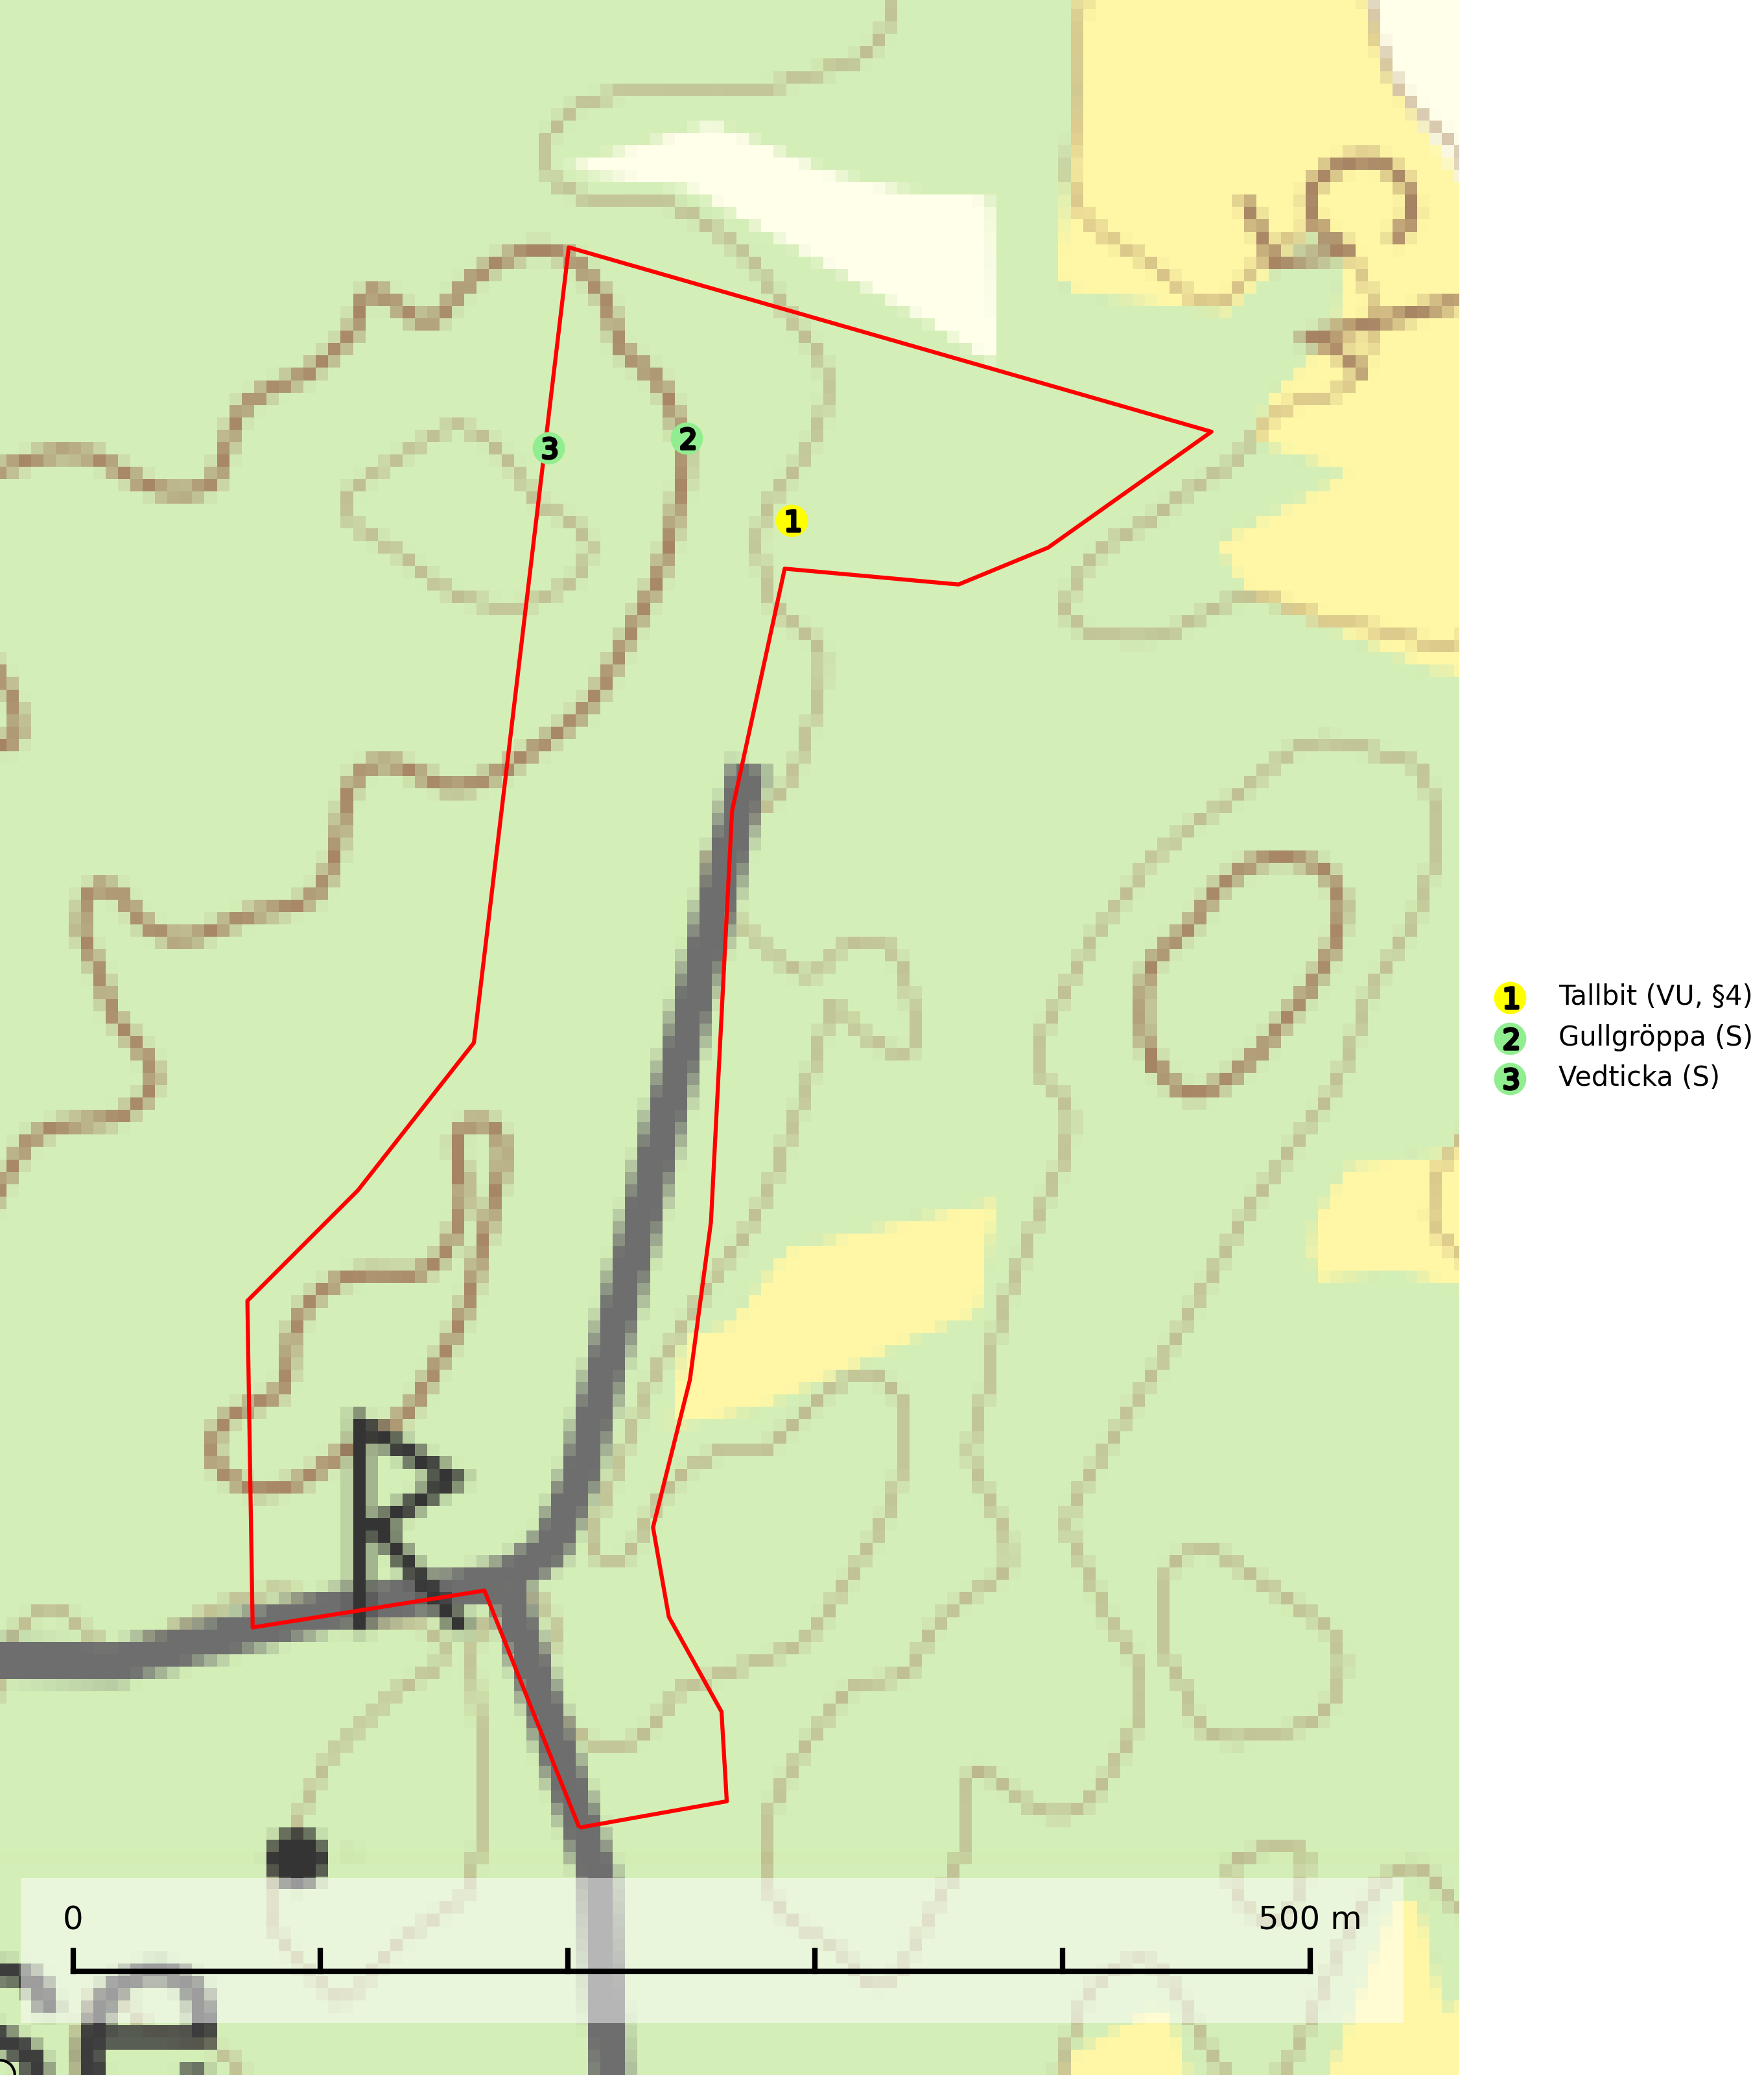 3
2
1
R
1 Tallbit (VU, §4)
2 Gullgröppa (S)
3 Vedticka (S)
0 500 m
e